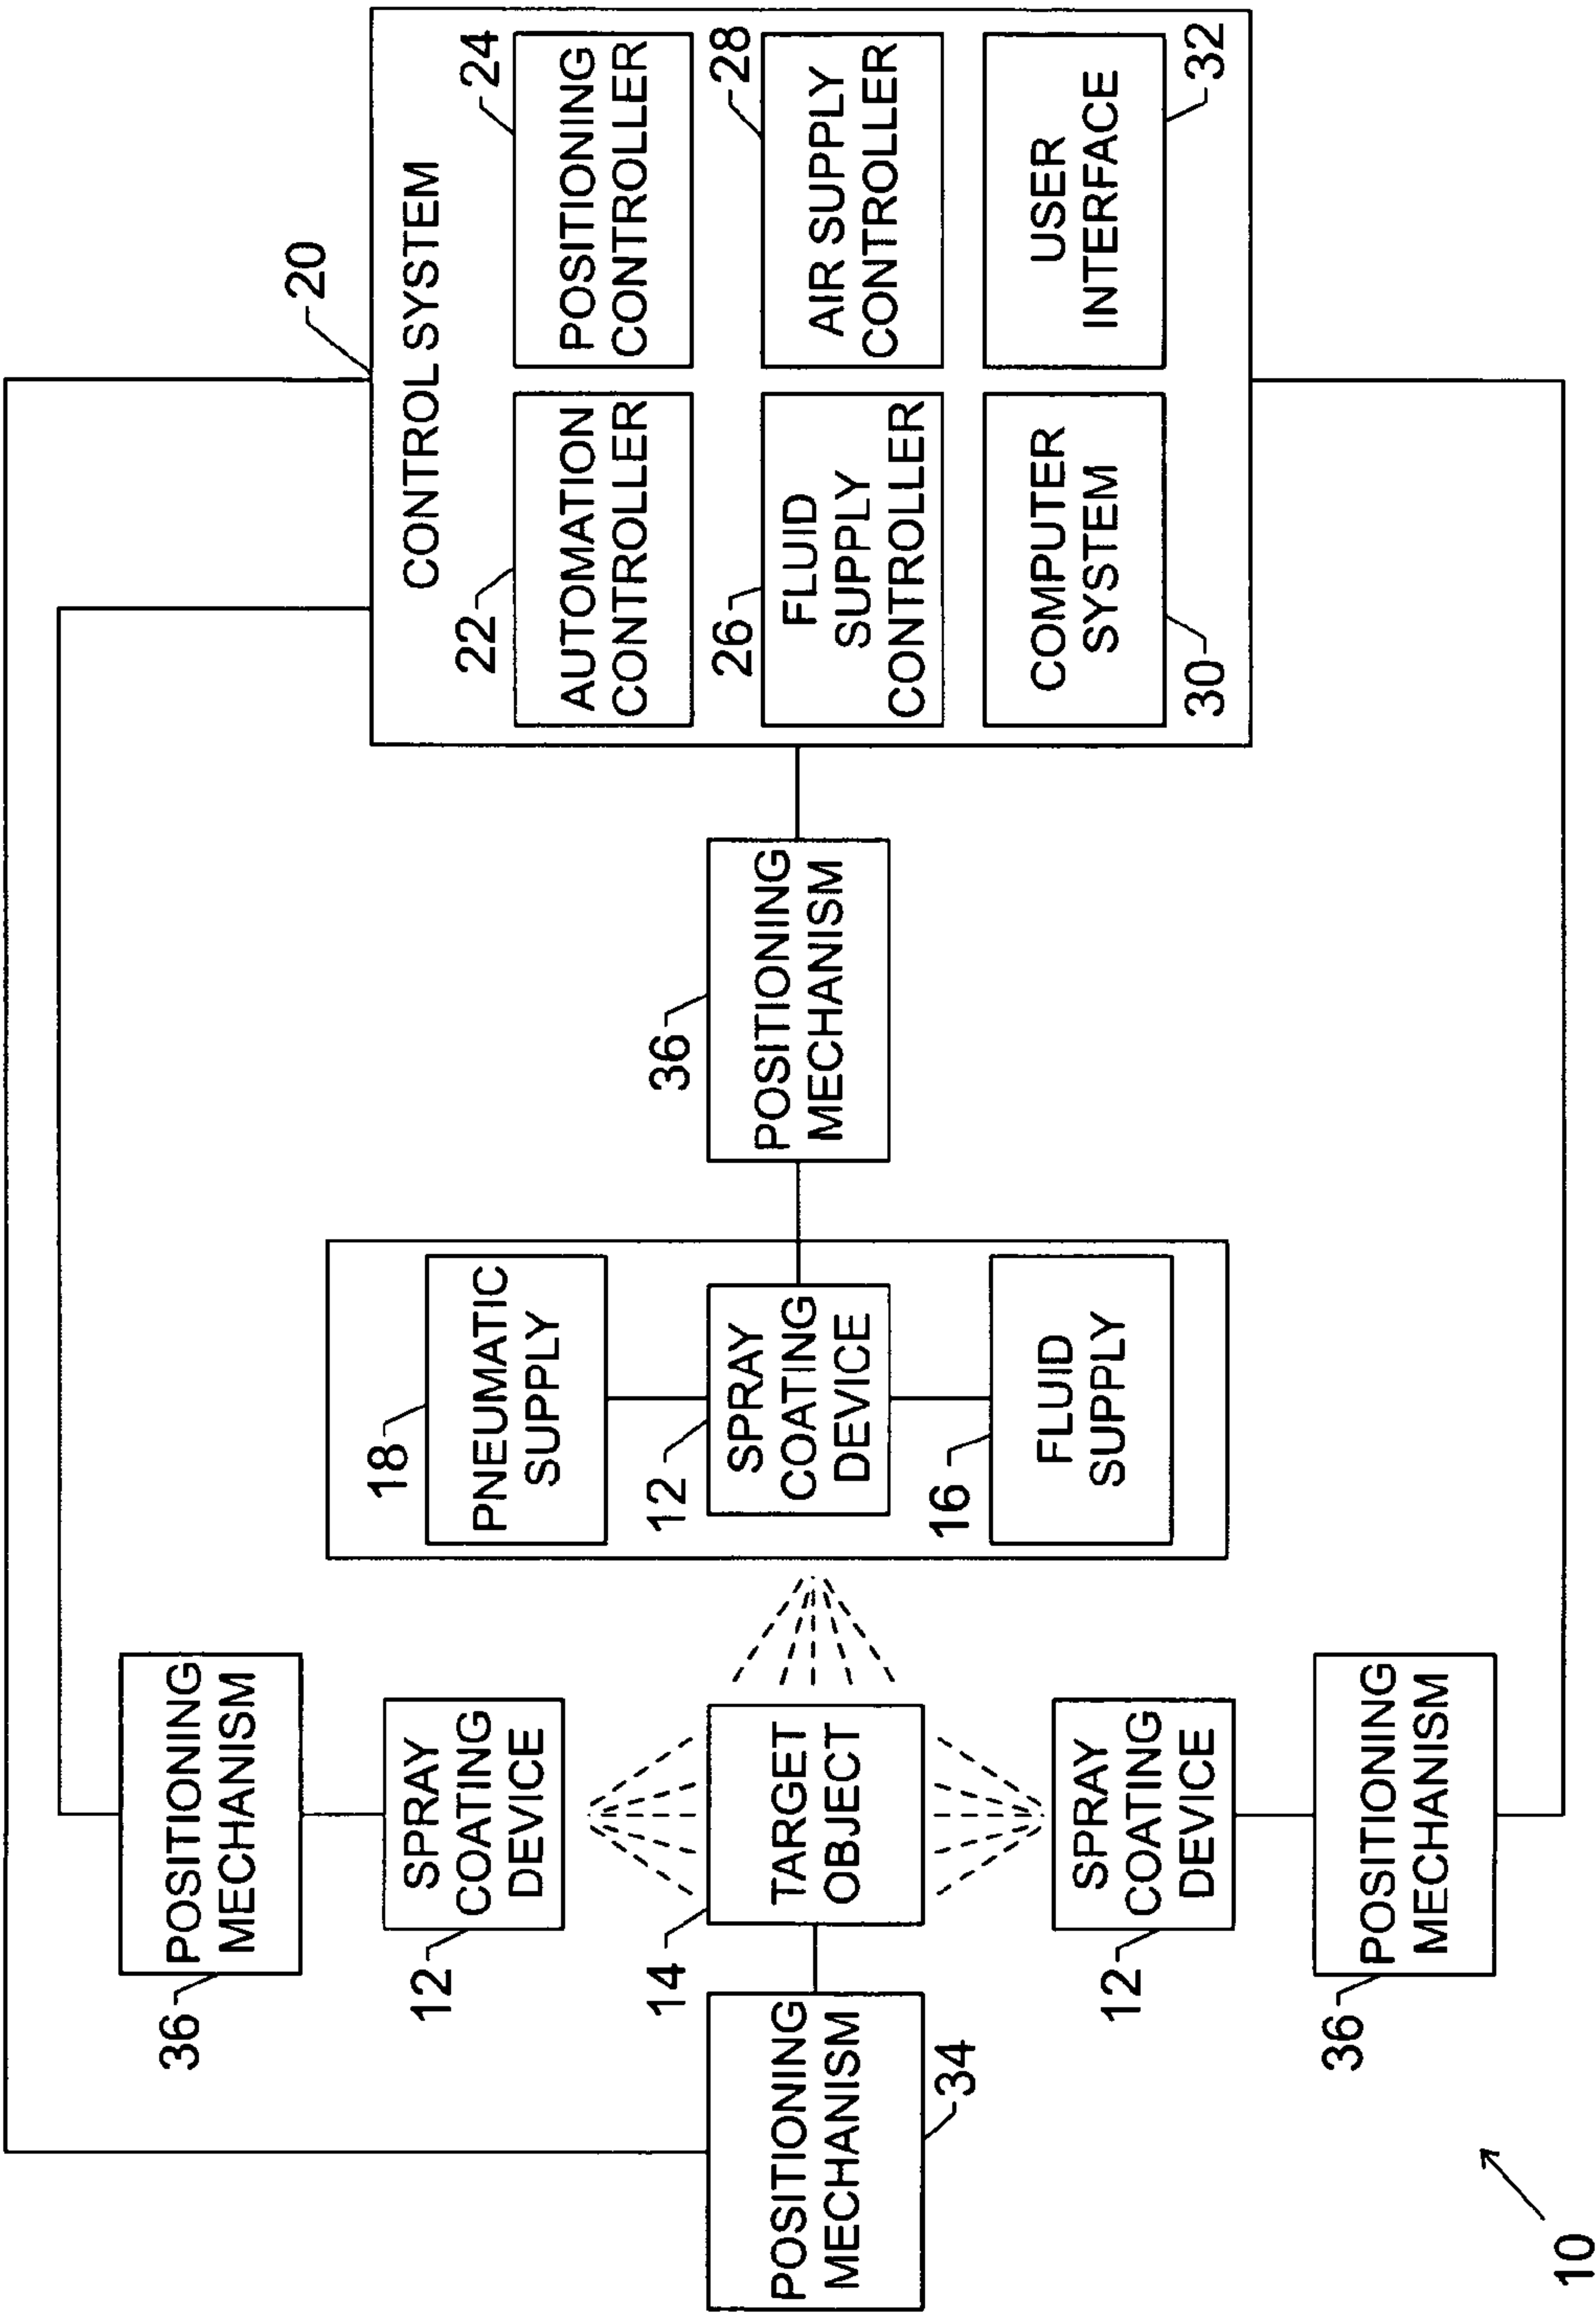 36
POSITIONING
MECHANISM
12
SPRAY
COATING
DEVICE
34
POSITIONING
MECHANISM
14
TARGET
OBJECT
12
SPRAY
COATING
DEVICE
36
POSITIONING
MECHANISM
18
PNEUMATIC
SUPPLY
12
SPRAY
COATING
DEVICE
16
FLUID
SUPPLY
36
POSITIONING
MECHANISM
20
CONTROL SYSTEM
22
AUTOMATION
CONTROLLER
24
POSITIONING
CONTROLLER
26
FLUID
SUPPLY
CONTROLLER
28
AIR SUPPLY
CONTROLLER
COMPUTER
SYSTEM
30
USER
INTERFACE
32
10